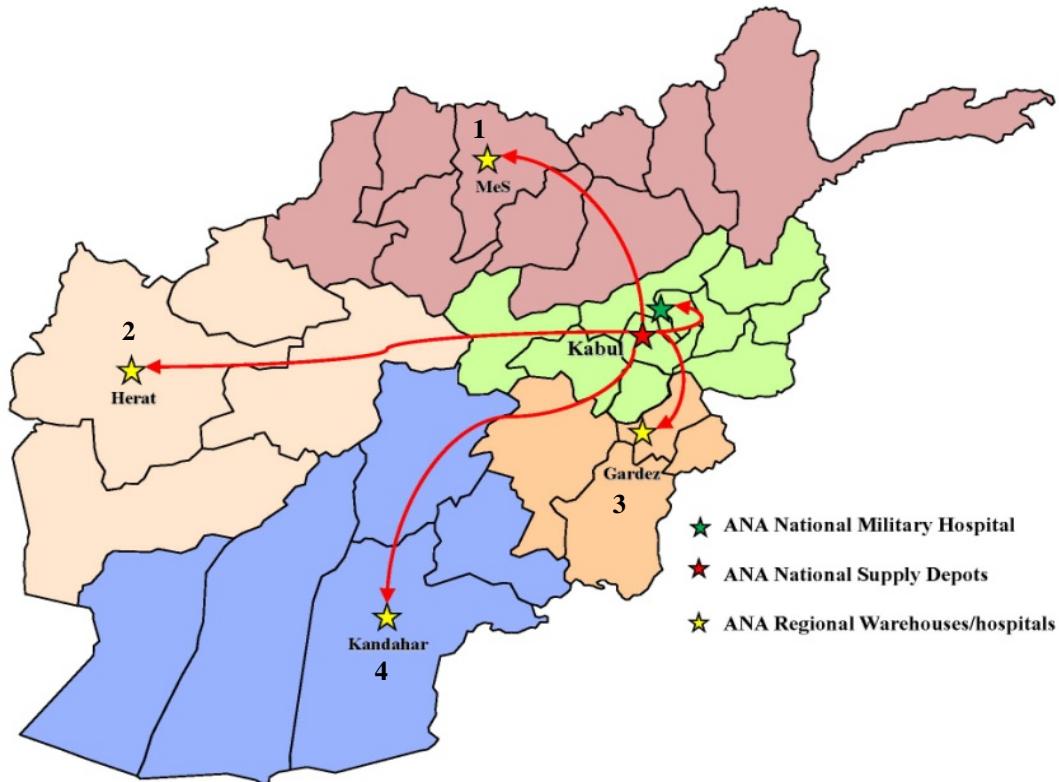 1
MeS
2
Herat
Kabul
Gardez
3
Kandahar
4
ANA National Military Hospital
ANA National Supply Depots
ANA Regional Warehouses/hospitals